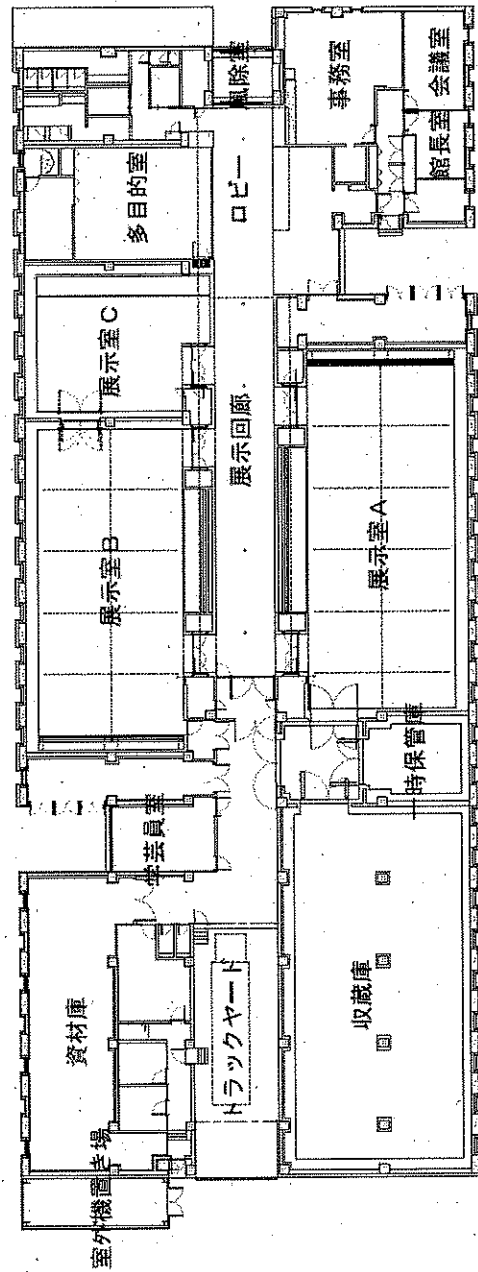 風除室
事務室
会議室
館長室
多目的室
ロビー
展示室C
展示回廊
展示室B
展示室A
学芸員室
一時保管庫
資材庫
トラックヤード
収蔵庫
室外機置き場